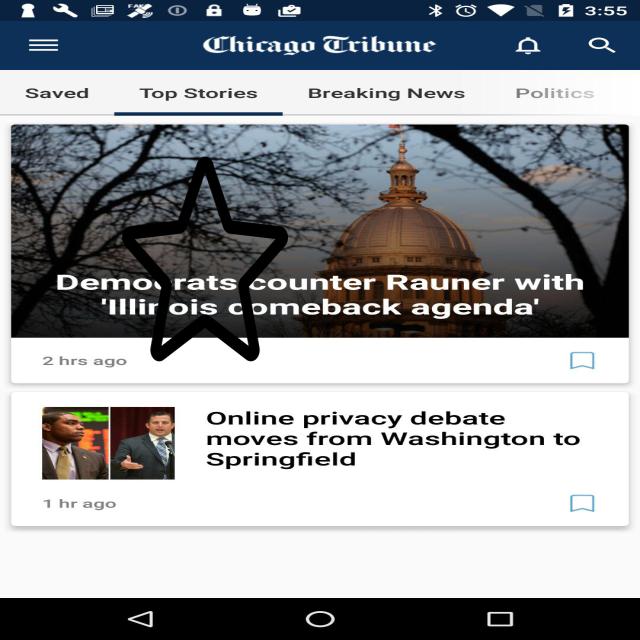 3:55
Chicago Tribune
Saved Top Stories Breaking News Politics
Democrats counter Rauner with
'Illinois comeback agenda'
2 hrs ago
Online privacy debate
moves from Washington to
Springfield
1 hr ago